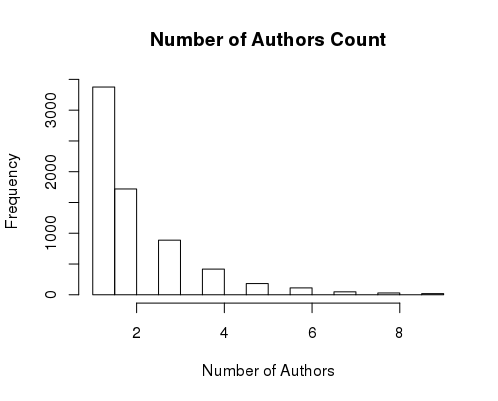 Number of Authors Count
Frequency
3000
2000
1000
0
2 4 6 8
Number of Authors